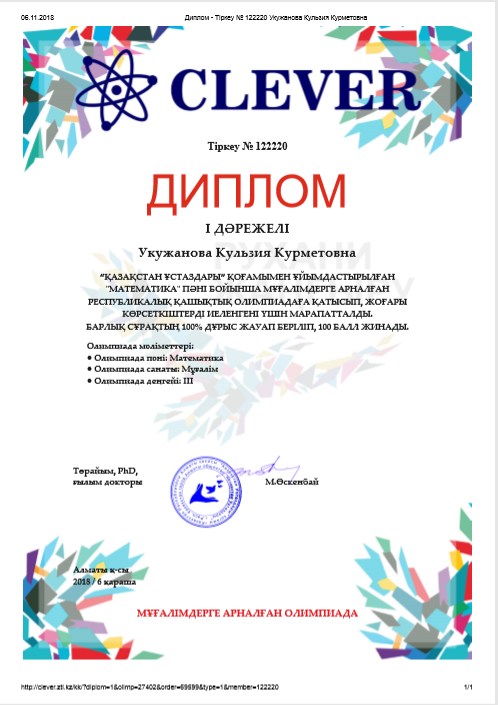 06.11.2018
Диплом - Тіркеу № 122220 Укужанова Кульзия Курметовна
CLEVER
Тіркеу № 122220
ДИПЛОМ
І ДӘРЕЖЕЛІ
Укужанова Кульзия Курметовна
РУХАНИ
"ҚАЗАҚСТАН ҰСТАЗДАРЫ" ҚОҒАМЫМЕН ҰЙЫМДАСТЫРЫЛҒАН
"МАТЕМАТИКА" ПӘНІ БОЙЫНША МҰҒАЛІМДЕРГЕ АРНАЛҒАН
РЕСПУБЛИКАЛЫҚ ҚАШЫҚТЫҚ ОЛИМПИАДАҒА ҚАТЫСЫП, ЖОҒАРЫ
КӨРСЕТКІШТЕРДІ ИЕЛЕНГЕНІ ҮШІН МАРАПАТТАЛДЫ.
БАРЛЫҚ СҰРАҚТЫҢ 100% ДҰРЫС ЖАУАП БЕРІЛІП, 100 БАЛЛ ЖИНАДЫ.
Олимпиада мәліметтері:
● Олимпиада пәні: Математика
● Олимпиада санаты: Мұғалім
● Олимпиада деңгейі: III
Төрайым, PhD,
ғылым докторы
М.Өскенбай
Алматы қ-сы
2018 / 6 қараша
МҰҒАЛІМДЕРГЕ АРНАЛҒАН ОЛИМПИАДА
http://clever.zti.kz/kk/?diplom=1&olimp=27402&order=69699&type=1&member=122220
1/1